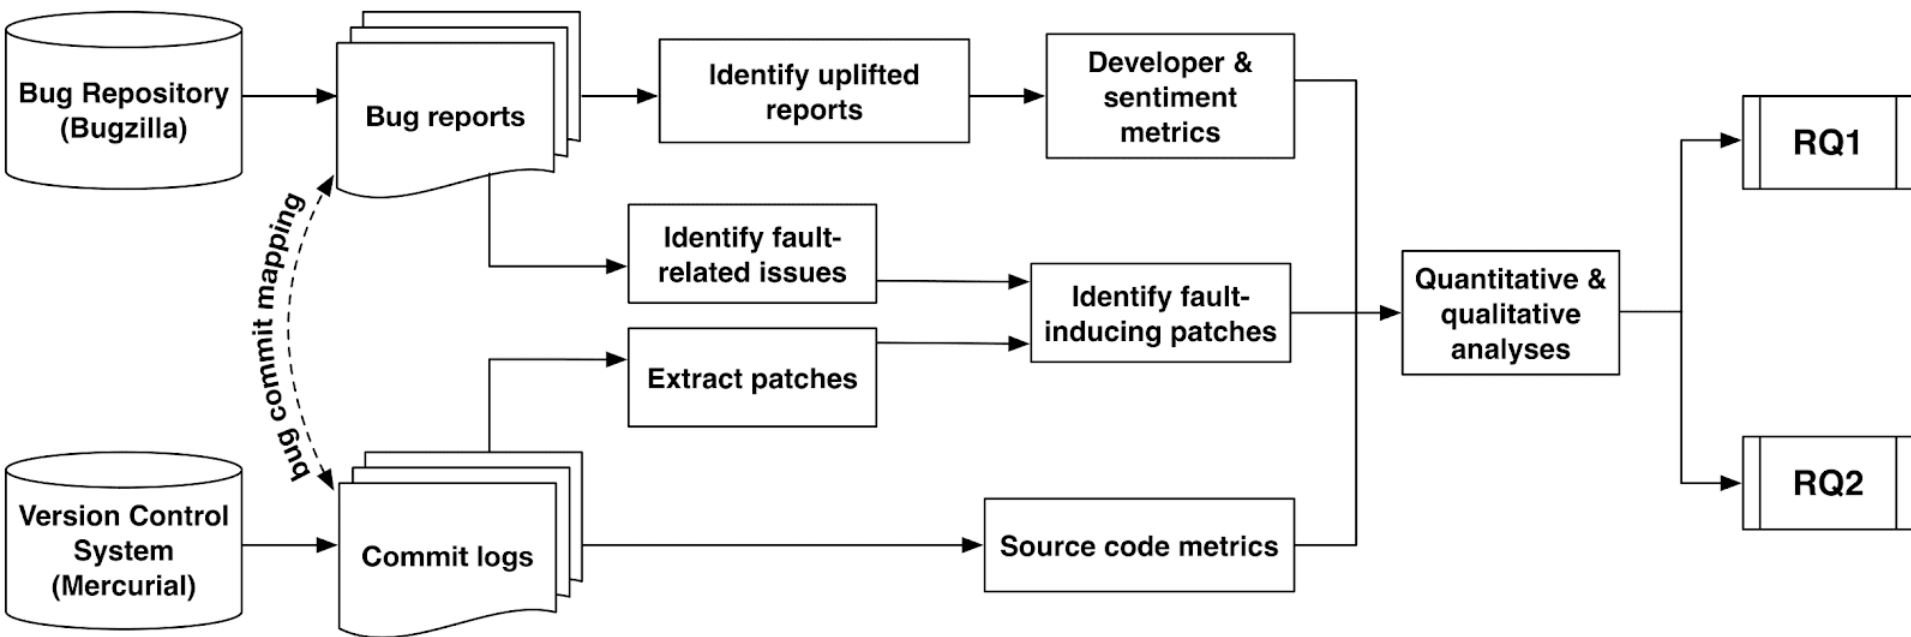 Bug Repository
(Bugzilla)
Bug reports
Identify uplifted
reports
Developer &
sentiment
metrics
RQ1
bug commit mapping
Identify fault-
related issues
Identify fault-
inducing patches
Quantitative &
qualitative
analyses
Extract patches
RQ2
Version Control
System
(Mercurial)
Commit logs
Source code metrics